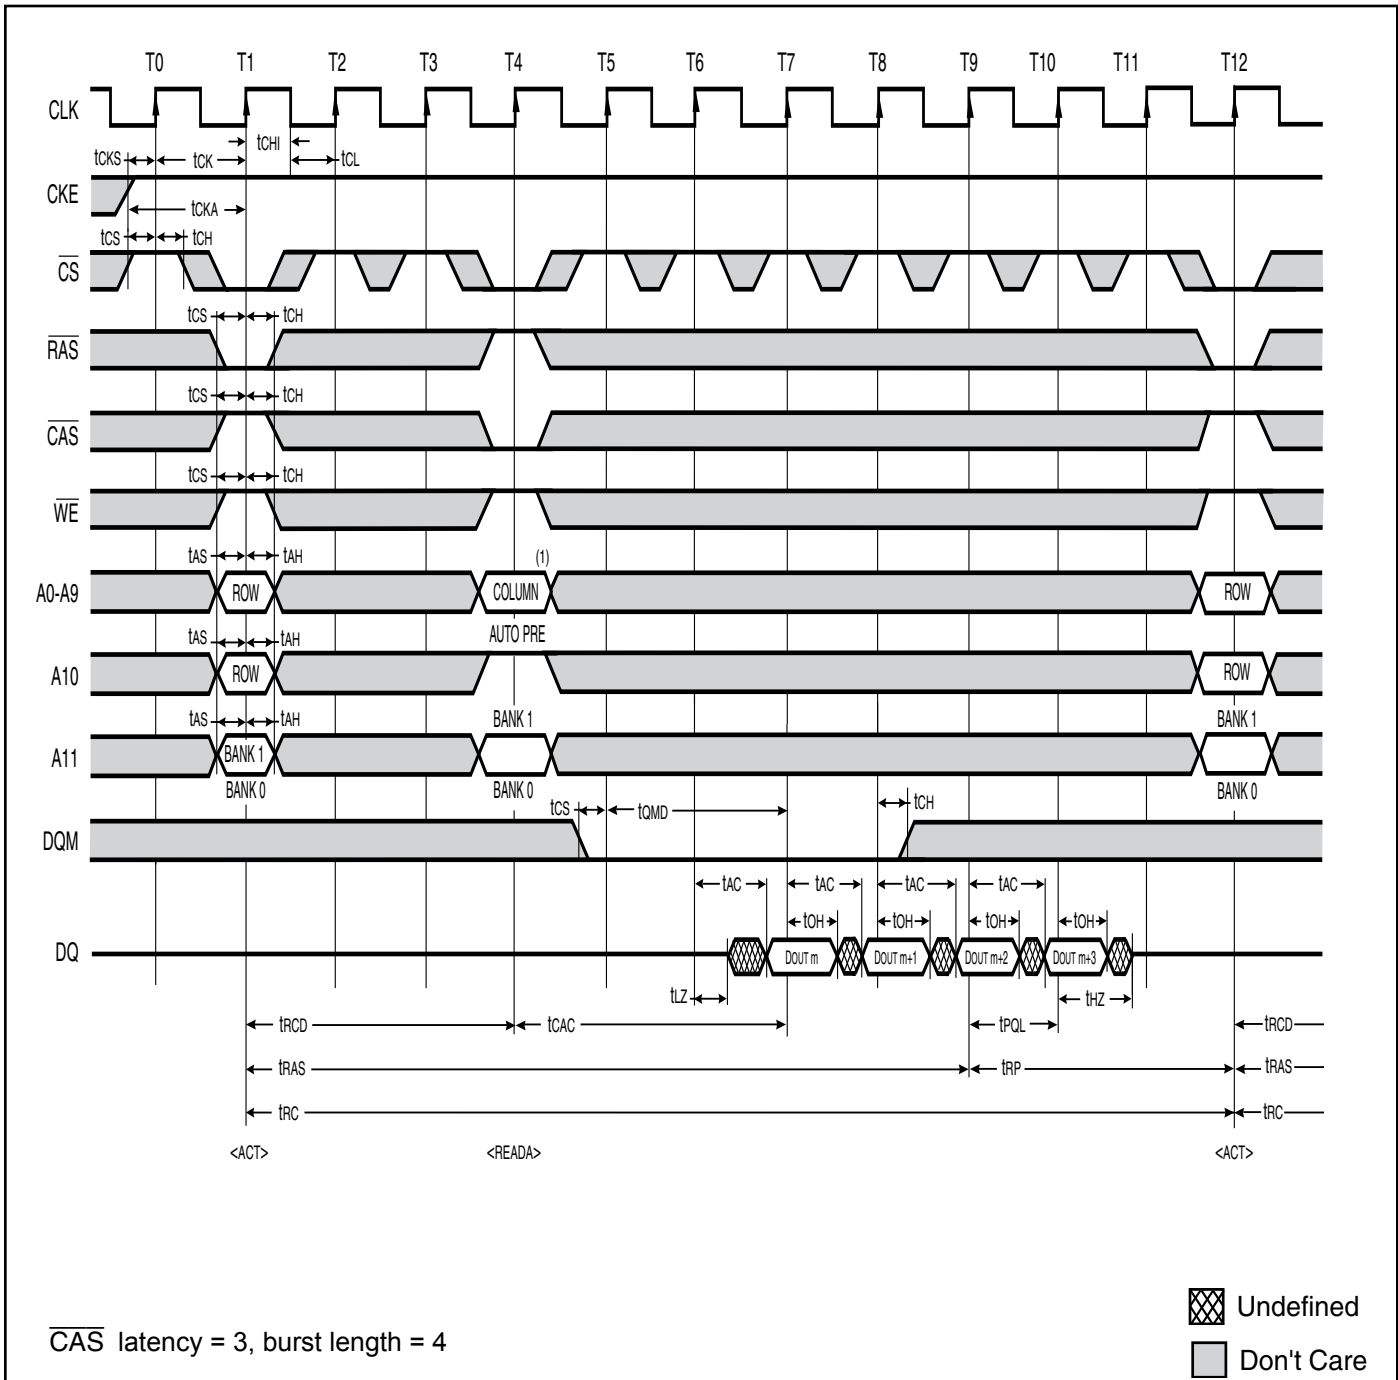 T0 T1 T2 T3 T4 T5 T6 T7 T8 T9 T10 T11 T12
CLK
tCHI
tCKS tCK tCL
CKE
tCKA
tCS tCH
CS
tCS tCH
RAS
tCS tCH
CAS
tCS tCH
WE
tAS tAH (1)
A0-A9 ROW COLUMN ROW
tAS tAH AUTO PRE
A10 ROW ROW
tAS tAH BANK 1 BANK 1
A11 BANK 1
BANK 0 BANK 0 BANK 0
tCS tQMD tCH
DQM
tAC tAC tAC tAC
tOH tOH tOH tOH
DQ DOUT m DOUT m+1 DOUT m+2 DOUT m+3
tLZ tHZ
tRCD tCAC tPQL tRCD
tRAS tRP tRAS
tRC tRC
<ACT> <READA> <ACT>
Undefined
CAS latency = 3, burst length = 4
Don't Care